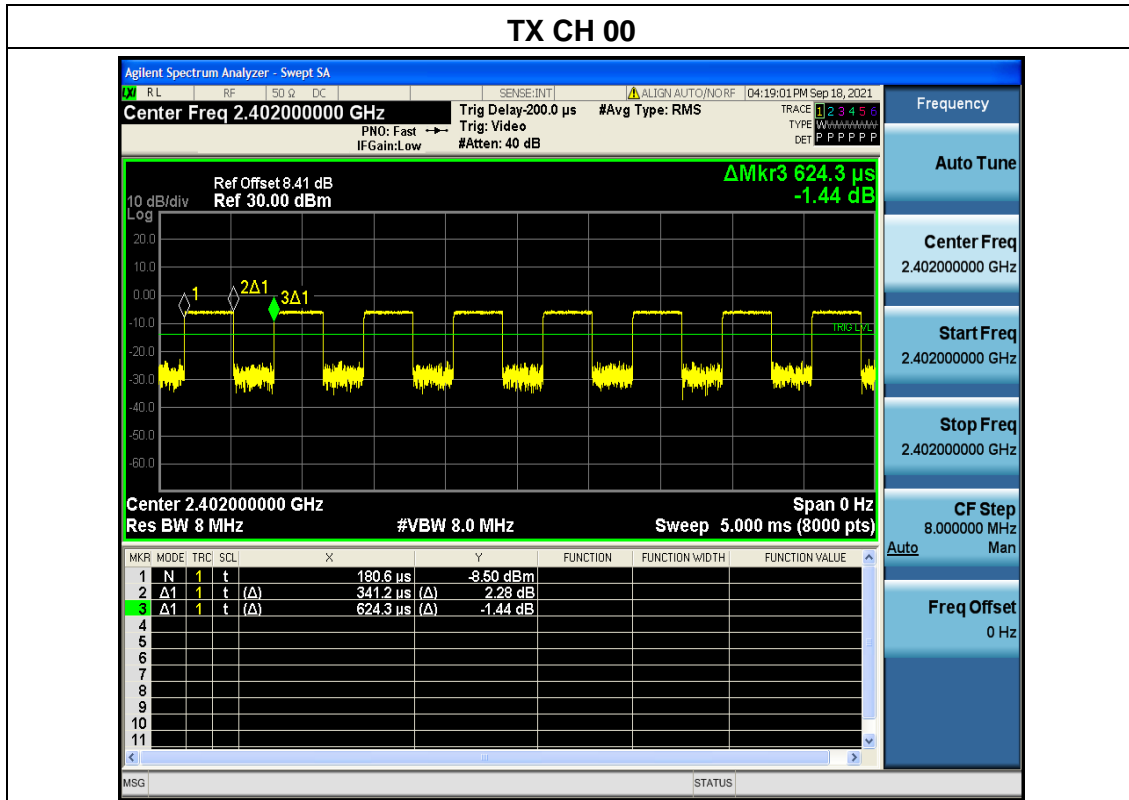 TX CH 00
Agilent Spectrum Analyzer - Swept SA
LXI RL RF 50 Ω DC SENSE:INT ALIGN AUTO/NO RF 04:19:01 PM Sep 18, 2021
Center Freq 2.402000000 GHz
PNO: Fast
IFGain:Low
Trig Delay-200.0 µs
Trig: Video
#Atten: 40 dB
#Avg Type: RMS
TRACE 1 2 3 4 5 6
TYPE WWWWWW
DET P P P P P P
Frequency
Auto Tune
Center Freq
2.402000000 GHz
Start Freq
2.402000000 GHz
Stop Freq
2.402000000 GHz
CF Step
8.000000 MHz
Auto Man
Freq Offset
0 Hz
ΔMkr3 624.3 µs
-1.44 dB
Ref Offset 8.41 dB
10 dB/div Ref 30.00 dBm
Log
20.0
10.0
0.00
-10.0
-20.0
-30.0
-40.0
-50.0
-60.0
1
2Δ1
3Δ1
TRIG LVL
Center 2.402000000 GHz Span 0 Hz
Res BW 8 MHz #VBW 8.0 MHz Sweep 5.000 ms (8000 pts)
MKR MODE TRC SCL X Y FUNCTION FUNCTION WIDTH FUNCTION VALUE
1 N 1 t 180.6 µs -8.50 dBm
2 Δ1 1 t (Δ) 341.2 µs (Δ) 2.28 dB
3 Δ1 1 t (Δ) 624.3 µs (Δ) -1.44 dB
4
5
6
7
8
9
10
11
MSG STATUS